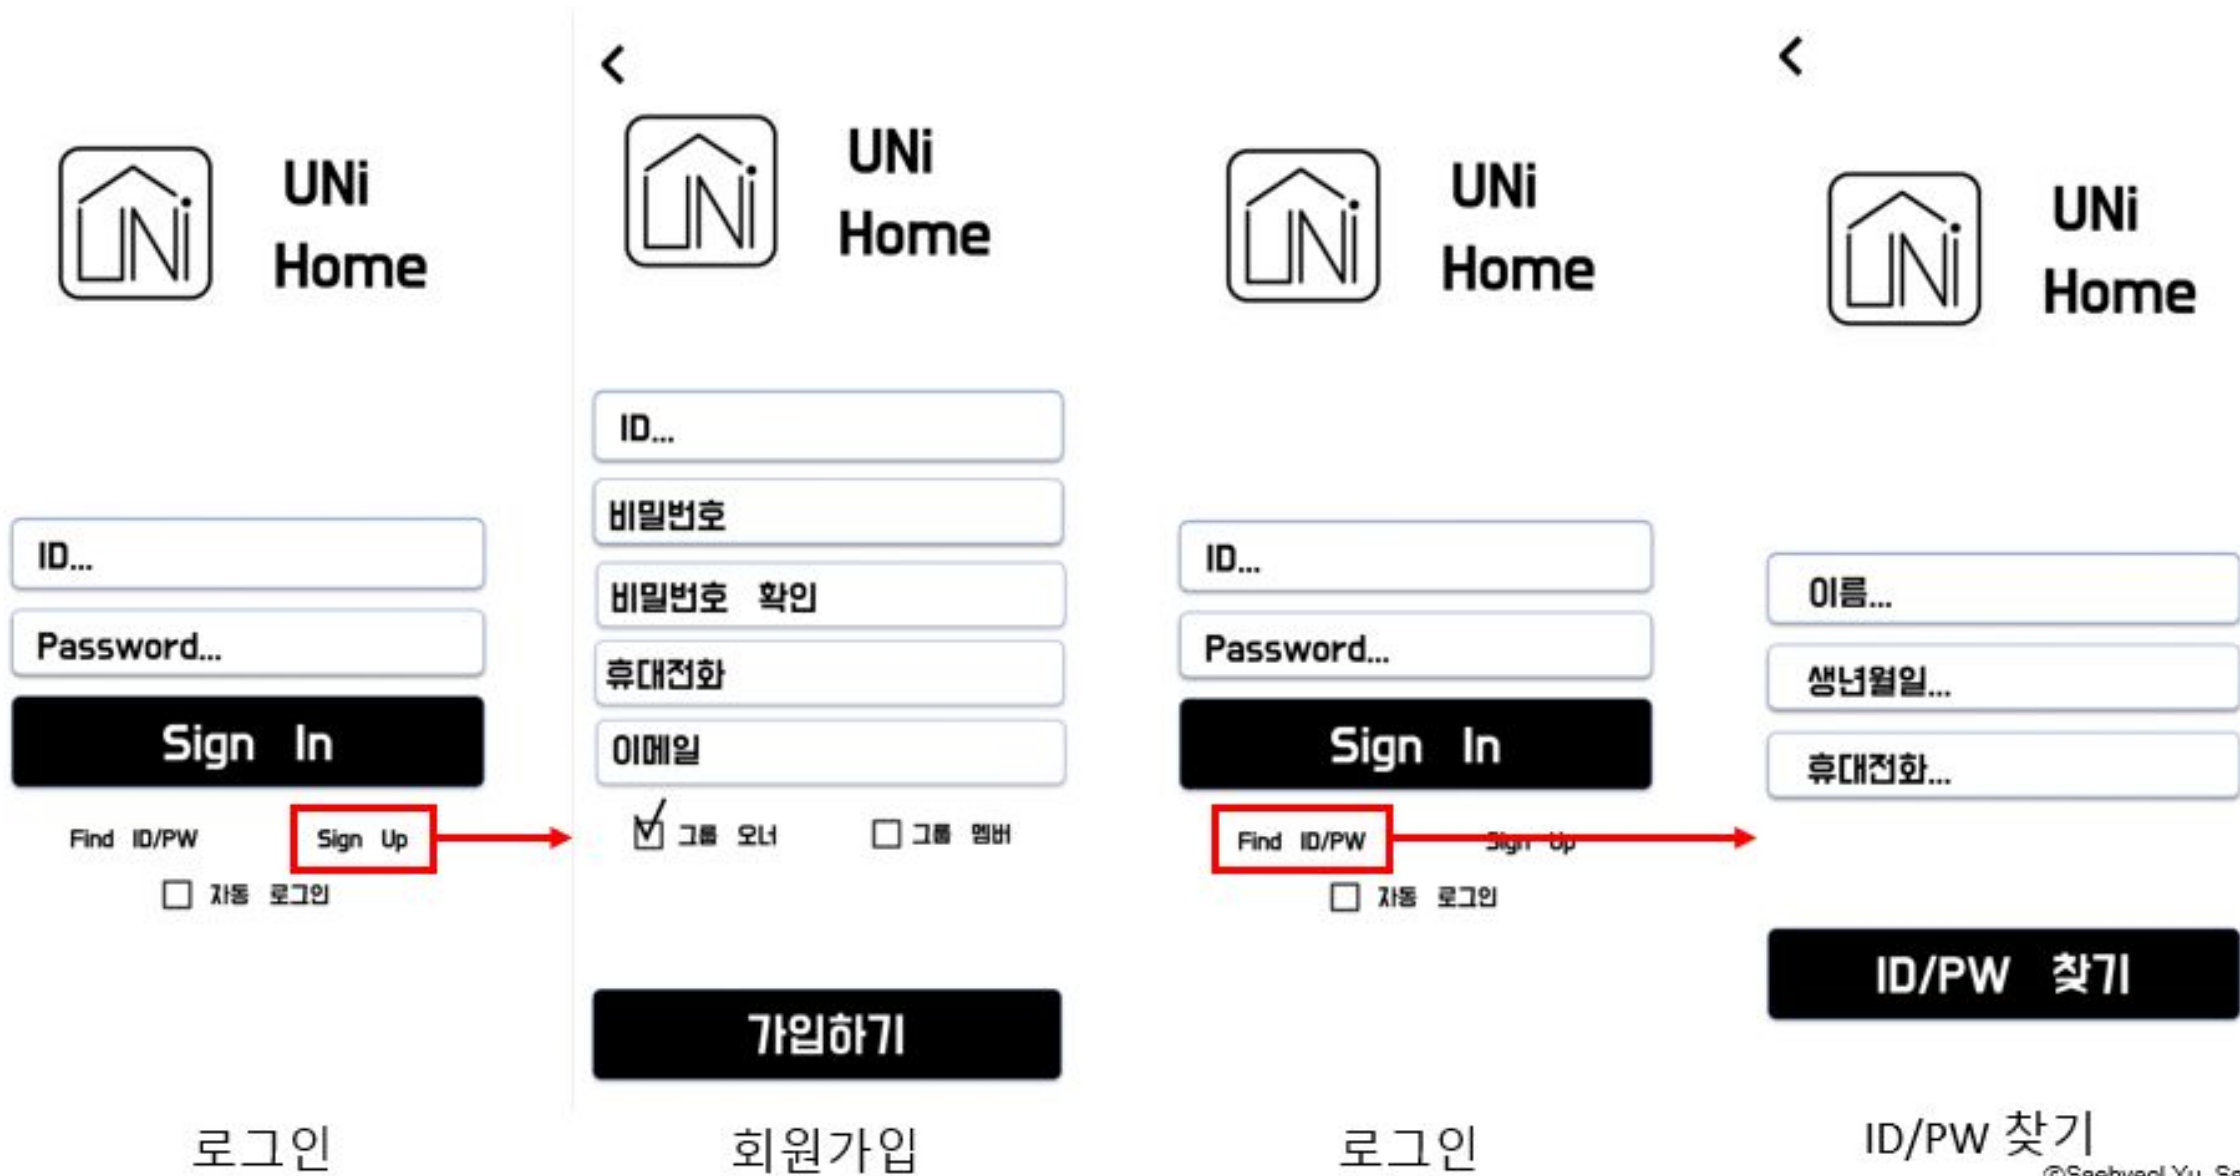 UNi
UNi
Home
ID...
Password...
Sign In
Find ID/PW
Sign Up
자동 로그인
로그인
UNi
UNi
Home
ID...
비밀번호
비밀번호 확인
휴대전화
이메일
그룹 오너
그룹 멤버
가입하기
회원가입
UNi
UNi
Home
ID...
Password...
Sign In
Find ID/PW
Sign Up
자동 로그인
로그인
UNi
UNi
Home
이름...
생년월일...
휴대전화...
ID/PW 찾기
ID/PW 찾기